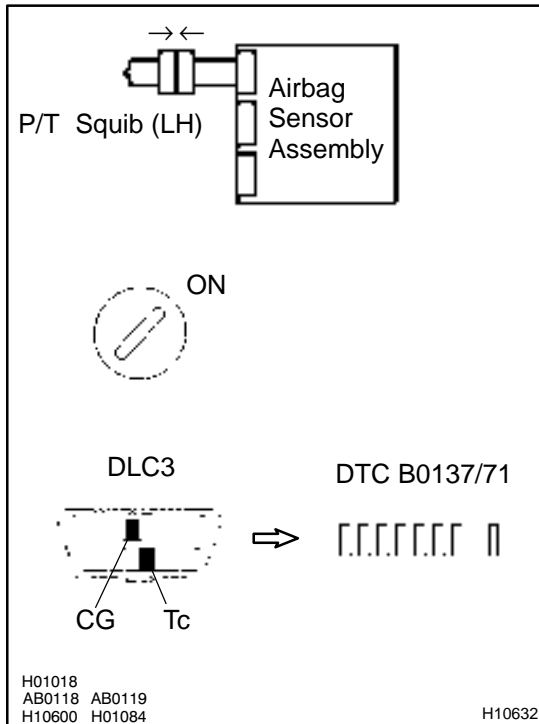 Airbag
Sensor
Assembly
P/T Squib (LH)
ON
DLC3
DTC B0137/71
CG
Tc
H01018
AB0118 AB0119
H10600 H01084
H10632